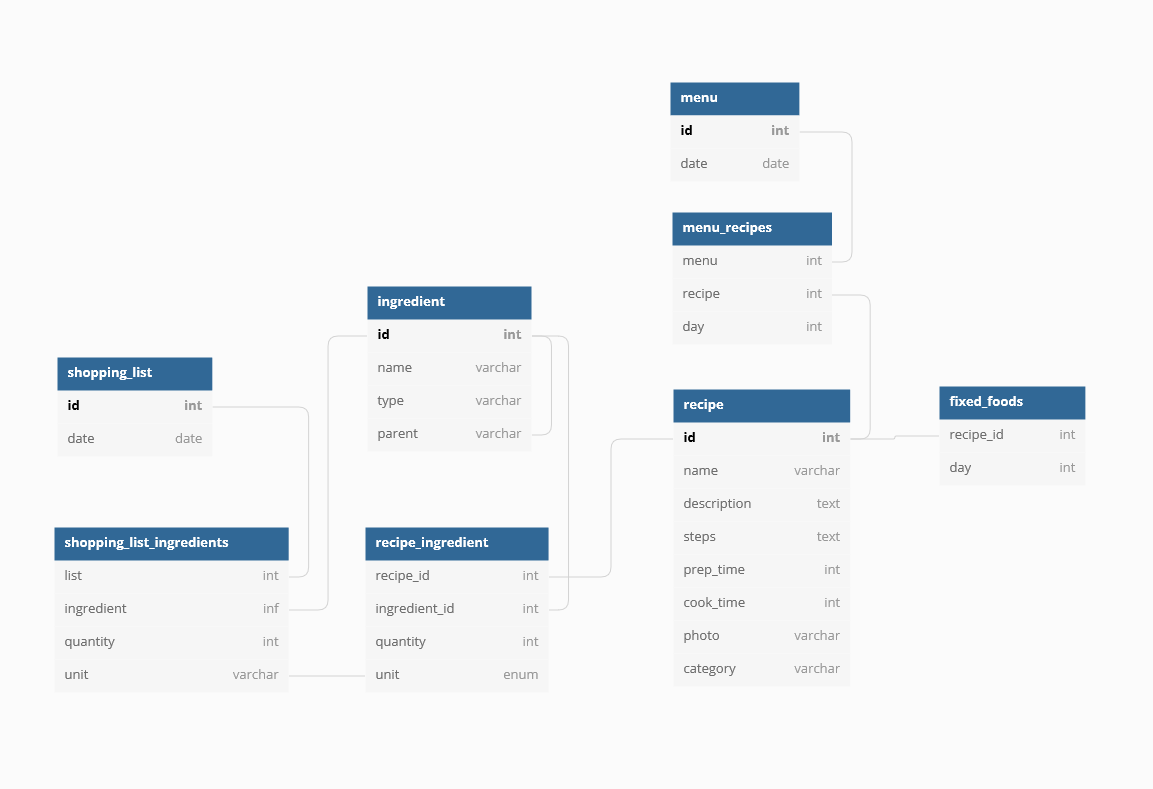 menu
id int
date date
menu_recipes
menu int
recipe int
day int
ingredient
id int
name varchar
type varchar
parent varchar
shopping_list
id int
date date
recipe
id int
name varchar
description text
steps text
prep_time int
cook_time int
photo varchar
category varchar
fixed_foods
recipe_id int
day int
shopping_list_ingredients
list int
ingredient inf
quantity int
unit varchar
recipe_ingredient
recipe_id int
ingredient_id int
quantity int
unit enum